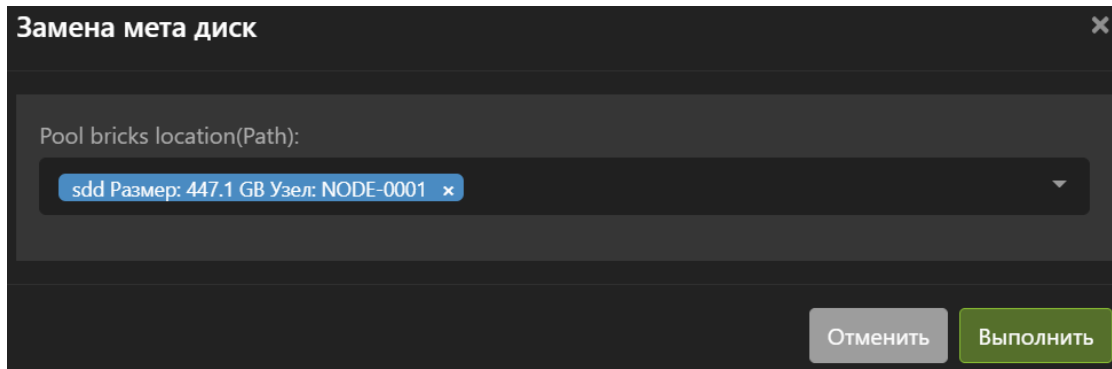 Замена мета диск ×
Pool bricks location(Path):
sdd Размер: 447.1 GB Узел: NODE-0001 ×
Отменить Выполнить